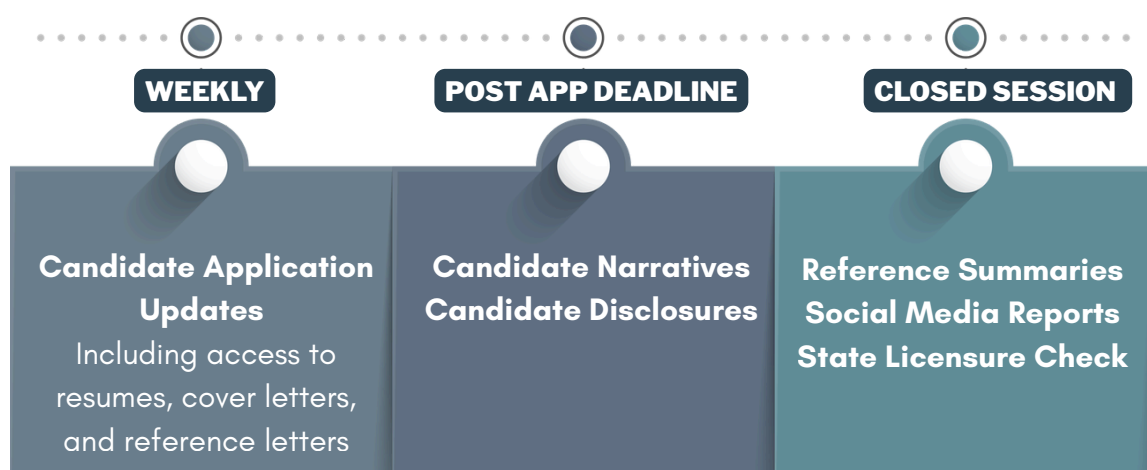 WEEKLY
POST APP DEADLINE
CLOSED SESSION
Candidate Application
Updates
Including access to
resumes, cover letters,
and reference letters
Candidate Narratives
Candidate Disclosures
Reference Summaries
Social Media Reports
State Licensure Check